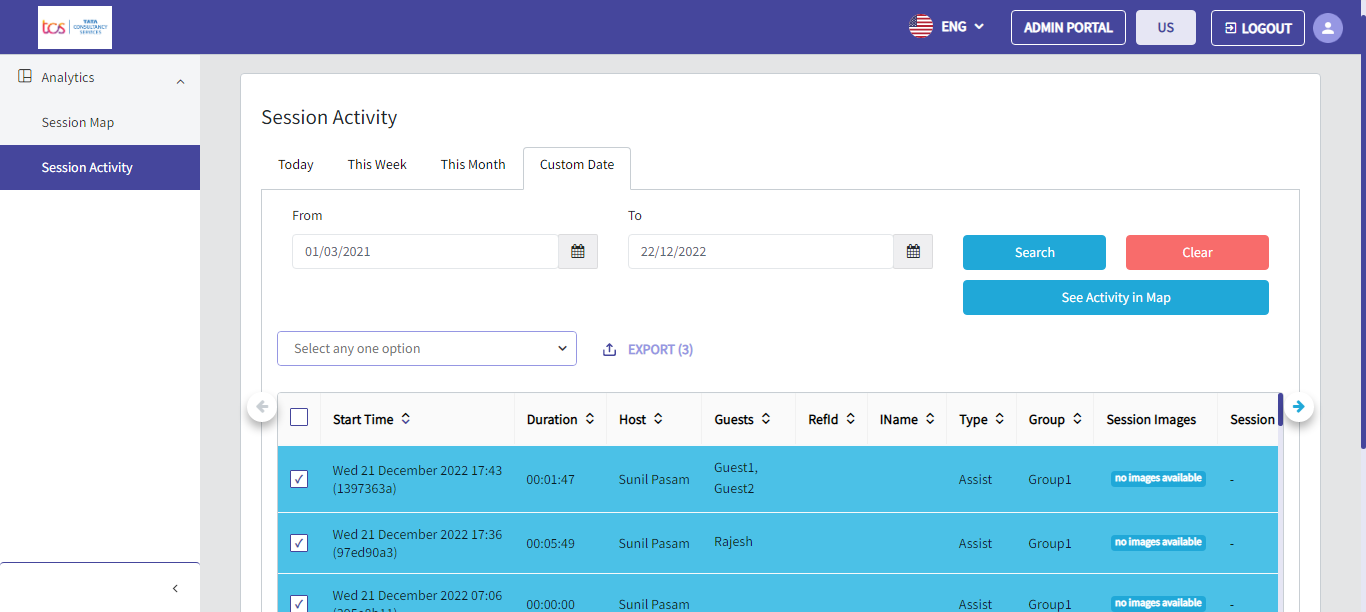 tcs TATA
CONSULTANCY
SERVICES
ENG
ADMIN PORTAL
US
LOGOUT
Analytics
Session Map
Session Activity
Session Activity
Today This Week This Month Custom Date
From To
01/03/2021 22/12/2022
Search Clear
See Activity in Map
Select any one option EXPORT (3)
Start Time Duration Host Guests RefId IName Type Group Session Images Session
Wed 21 December 2022 17:43
(1397363a)
00:01:47 Sunil Pasam
Guest1,
Guest2
Assist Group1 no images available -
Wed 21 December 2022 17:36
(97ed90a3)
00:05:49 Sunil Pasam Rajesh Assist Group1 no images available -
Wed 21 December 2022 07:06
00:00:00 Sunil Pasam Assist Group1 no images available -